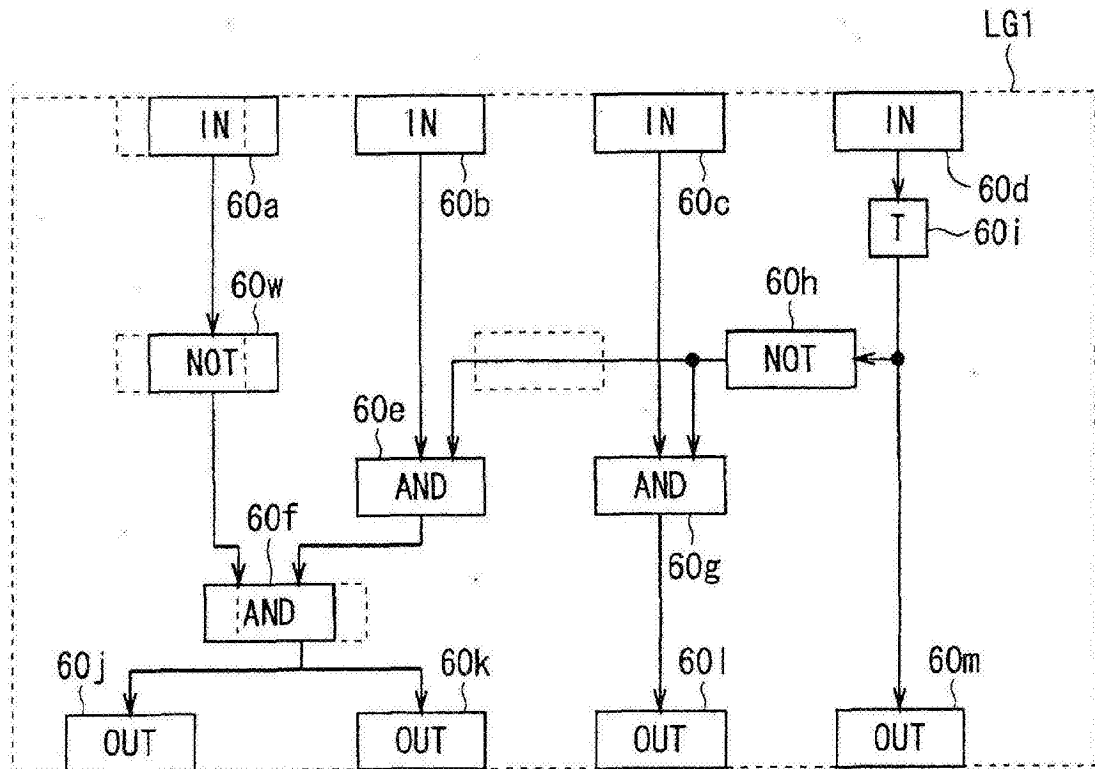 LG1
IN IN IN IN
60a 60b 60c 60d
T 60i
60w 60h
NOT NOT
60e
AND AND
60f 60g
AND
60j 60k 60l 60m
OUT OUT OUT OUT